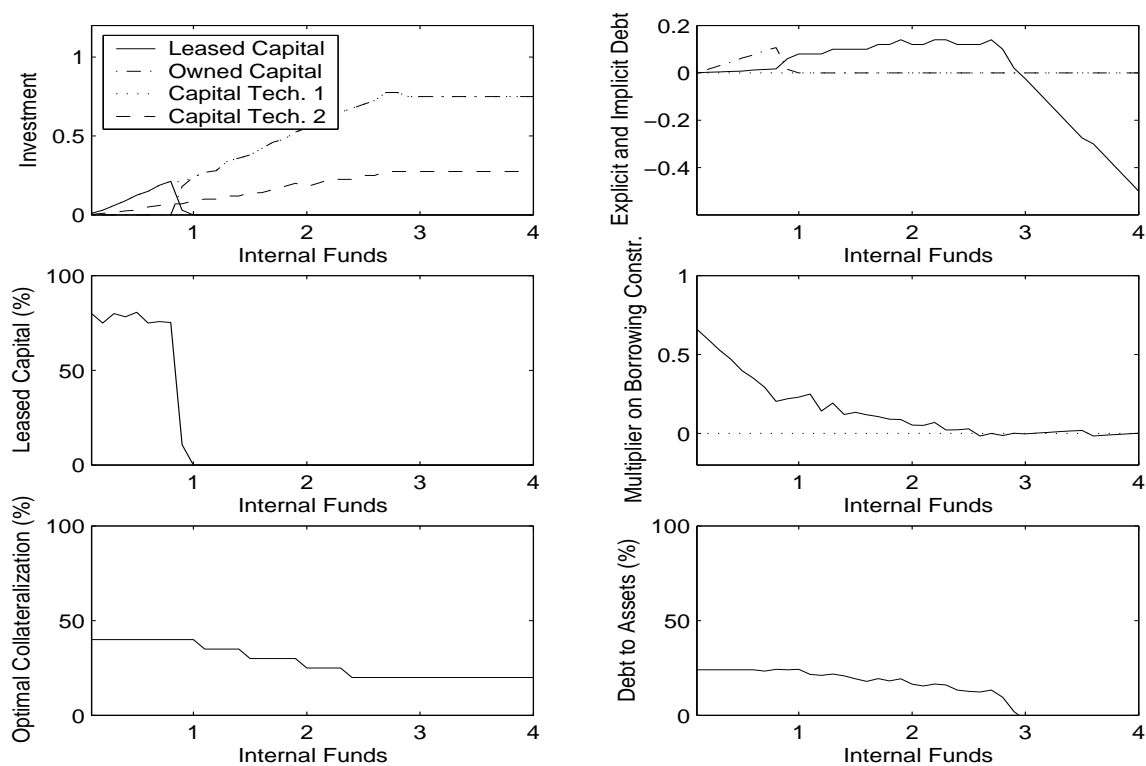 Investment
1
0.5
0
Leased Capital
Owned Capital
Capital Tech. 1
Capital Tech. 2
1 2 3 4
Internal Funds
Explicit and Implicit Debt
0.2
0
−0.2
−0.4
1 2 3 4
Internal Funds
Leased Capital (%)
100
50
0
1 2 3 4
Internal Funds
Multiplier on Borrowing Constr.
1
0.5
0
1 2 3 4
Internal Funds
Optimal Collateralization (%)
100
50
0
1 2 3 4
Internal Funds
Debt to Assets (%)
100
50
0
1 2 3 4
Internal Funds